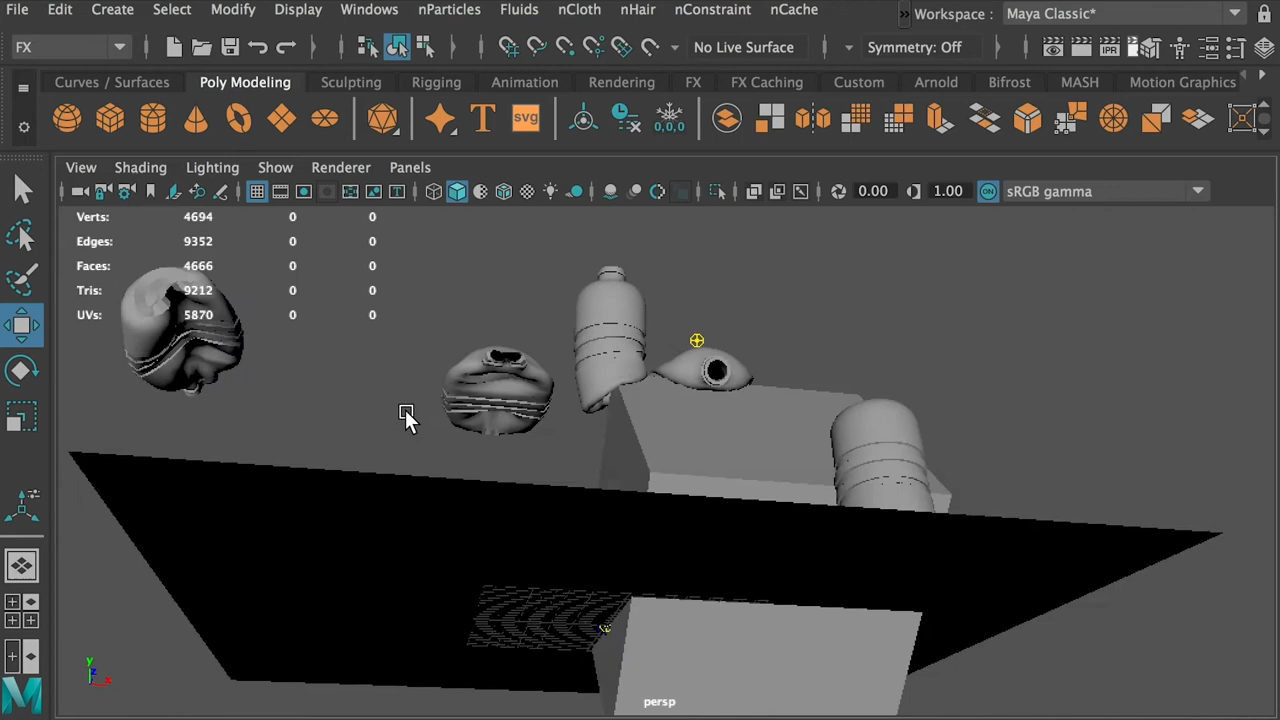 File Edit Create Select Modify Display Windows nParticles Fluids nCloth nHair nConstraint nCache Workspace : Maya Classic*
FX No Live Surface Symmetry: Off IPR
Curves / Surfaces Poly Modeling Sculpting Rigging Animation Rendering FX FX Caching Custom Arnold Bifrost MASH Motion Graphics
T svg 0,0,0
View Shading Lighting Show Renderer Panels
0.00 1.00 ON sRGB gamma
Verts: 4694 0 0
Edges: 9352 0 0
Faces: 4666 0 0
Tris: 9212 0 0
UVs: 5870 0 0
y
z x
persp
M